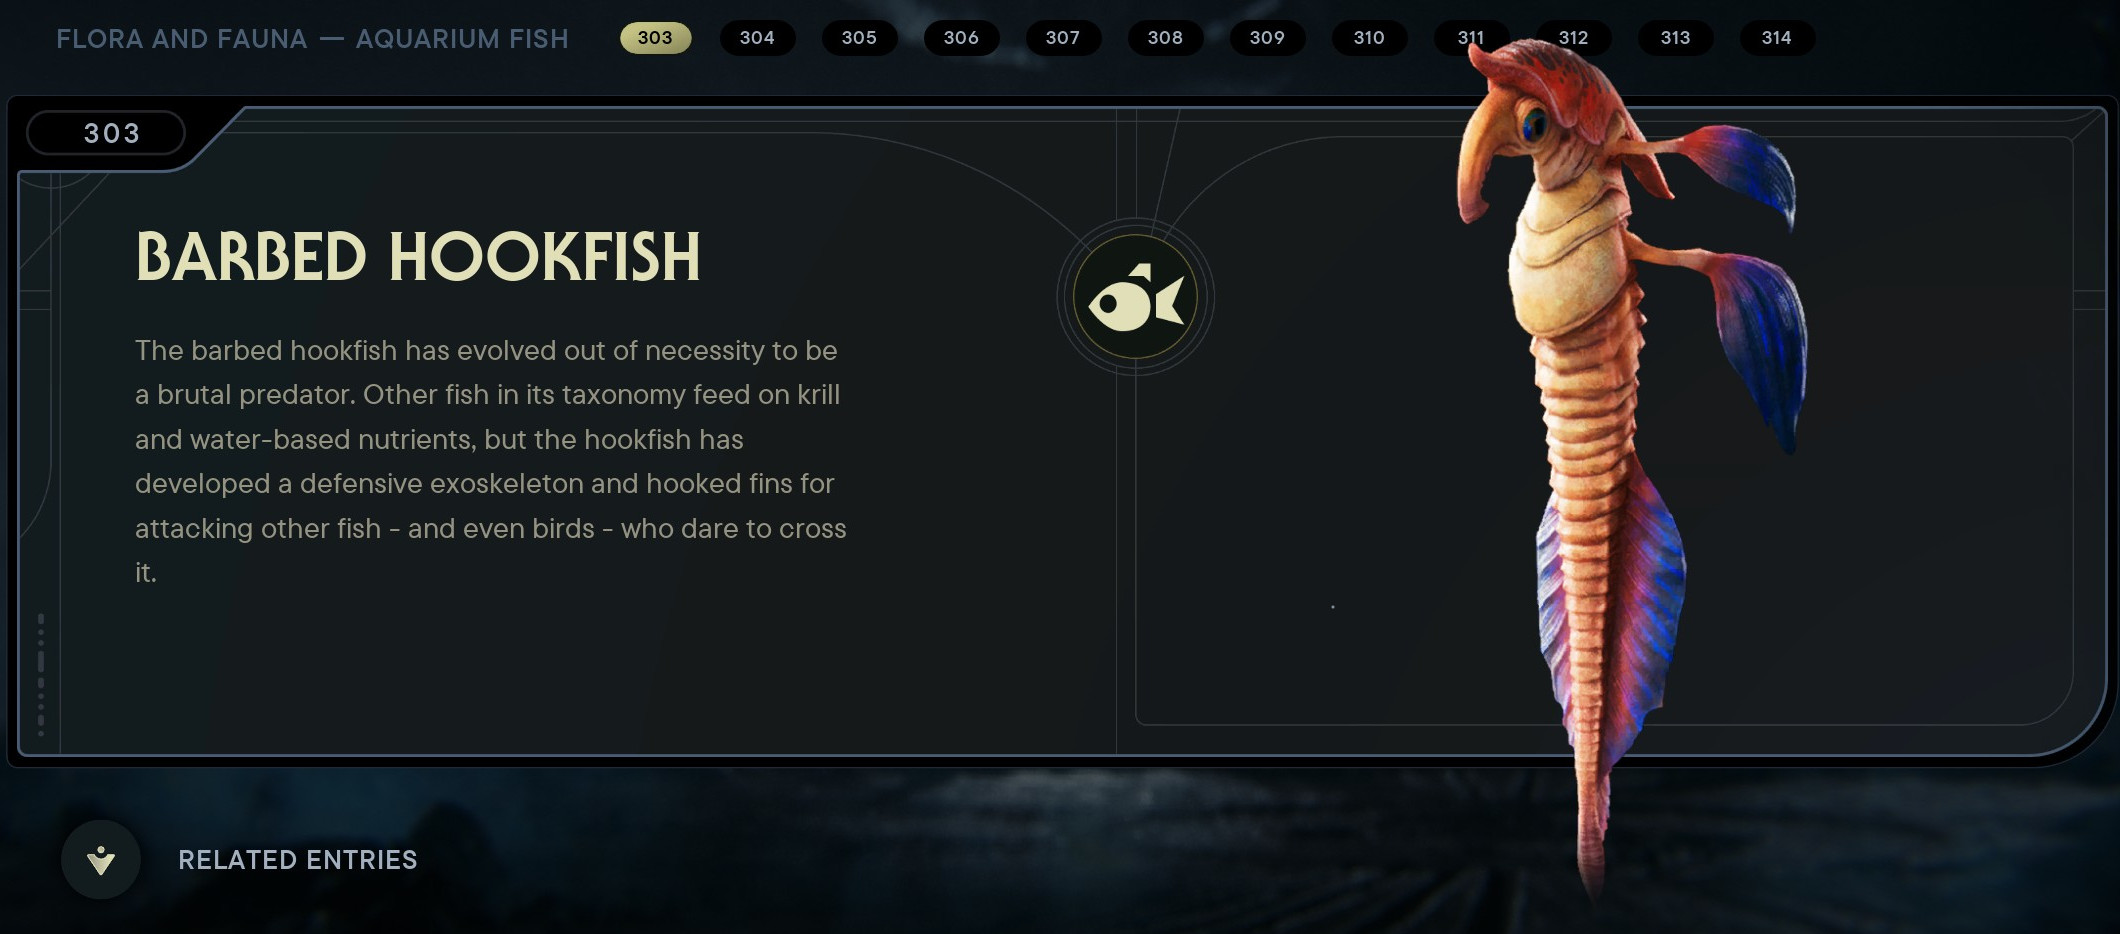 FLORA AND FAUNA — AQUARIUM FISH 303 304 305 306 307 308 309 310 311 312 313 314
303
BARBED HOOKFISH
The barbed hookfish has evolved out of necessity to be
a brutal predator. Other fish in its taxonomy feed on krill
and water-based nutrients, but the hookfish has
developed a defensive exoskeleton and hooked fins for
attacking other fish - and even birds - who dare to cross
it.
RELATED ENTRIES